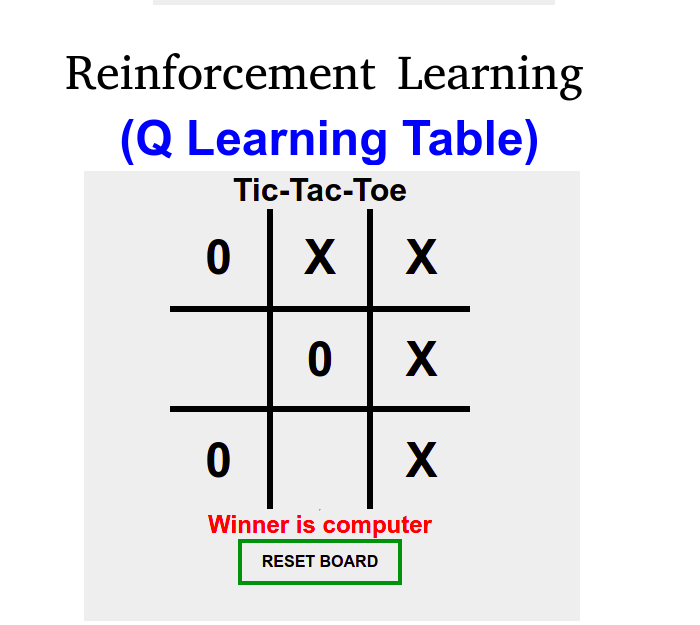 Reinforcement Learning
(Q Learning Table)
Tic-Tac-Toe
0 X X
0 X
0 X
Winner is computer
RESET BOARD